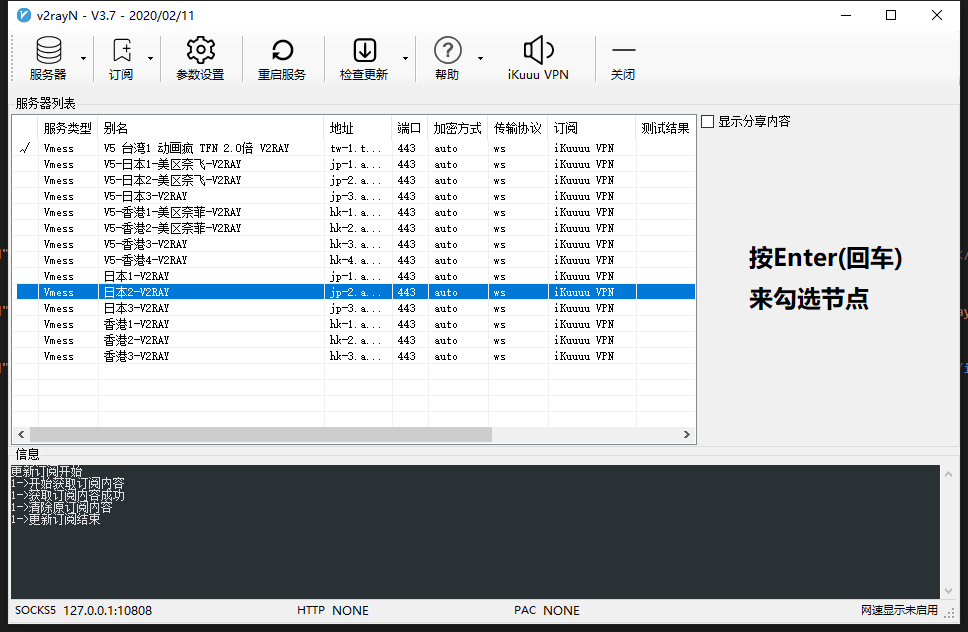 v2rayN - V3.7 - 2020/02/11
服务器 订阅 参数设置 重启服务 检查更新 帮助 iKuuu VPN 关闭
服务器列表
服务类型 别名 地址 端口 加密方式 传输协议 订阅 测试结果
√ Vmess V5 台湾1 动画疯 TFN 2.0倍 V2RAY tw-1.t... 443 auto ws iKuuuu VPN
Vmess V5-日本1-美区奈飞-V2RAY jp-1.a... 443 auto ws iKuuuu VPN
Vmess V5-日本2-美区奈飞-V2RAY jp-2.a... 443 auto ws iKuuuu VPN
Vmess V5-日本3-V2RAY jp-3.a... 443 auto ws iKuuuu VPN
Vmess V5-香港1-美区奈菲-V2RAY hk-1.a... 443 auto ws iKuuuu VPN
Vmess V5-香港2-美区奈菲-V2RAY hk-2.a... 443 auto ws iKuuuu VPN
Vmess V5-香港3-V2RAY hk-3.a... 443 auto ws iKuuuu VPN
Vmess V5-香港4-V2RAY hk-4.a... 443 auto ws iKuuuu VPN
Vmess 日本1-V2RAY jp-1.a... 443 auto ws iKuuuu VPN
Vmess 日本2-V2RAY jp-2.a... 443 auto ws iKuuuu VPN
Vmess 日本3-V2RAY jp-3.a... 443 auto ws iKuuuu VPN
Vmess 香港1-V2RAY hk-1.a... 443 auto ws iKuuuu VPN
Vmess 香港2-V2RAY hk-2.a... 443 auto ws iKuuuu VPN
Vmess 香港3-V2RAY hk-3.a... 443 auto ws iKuuuu VPN
显示分享内容
按Enter(回车)
来勾选节点
信息
更新订阅开始
1->开始获取订阅内容
1->获取订阅内容成功
1->清除原订阅内容
1->更新订阅结束
SOCKS5 127.0.0.1:10808 HTTP NONE PAC NONE 网速显示未启用